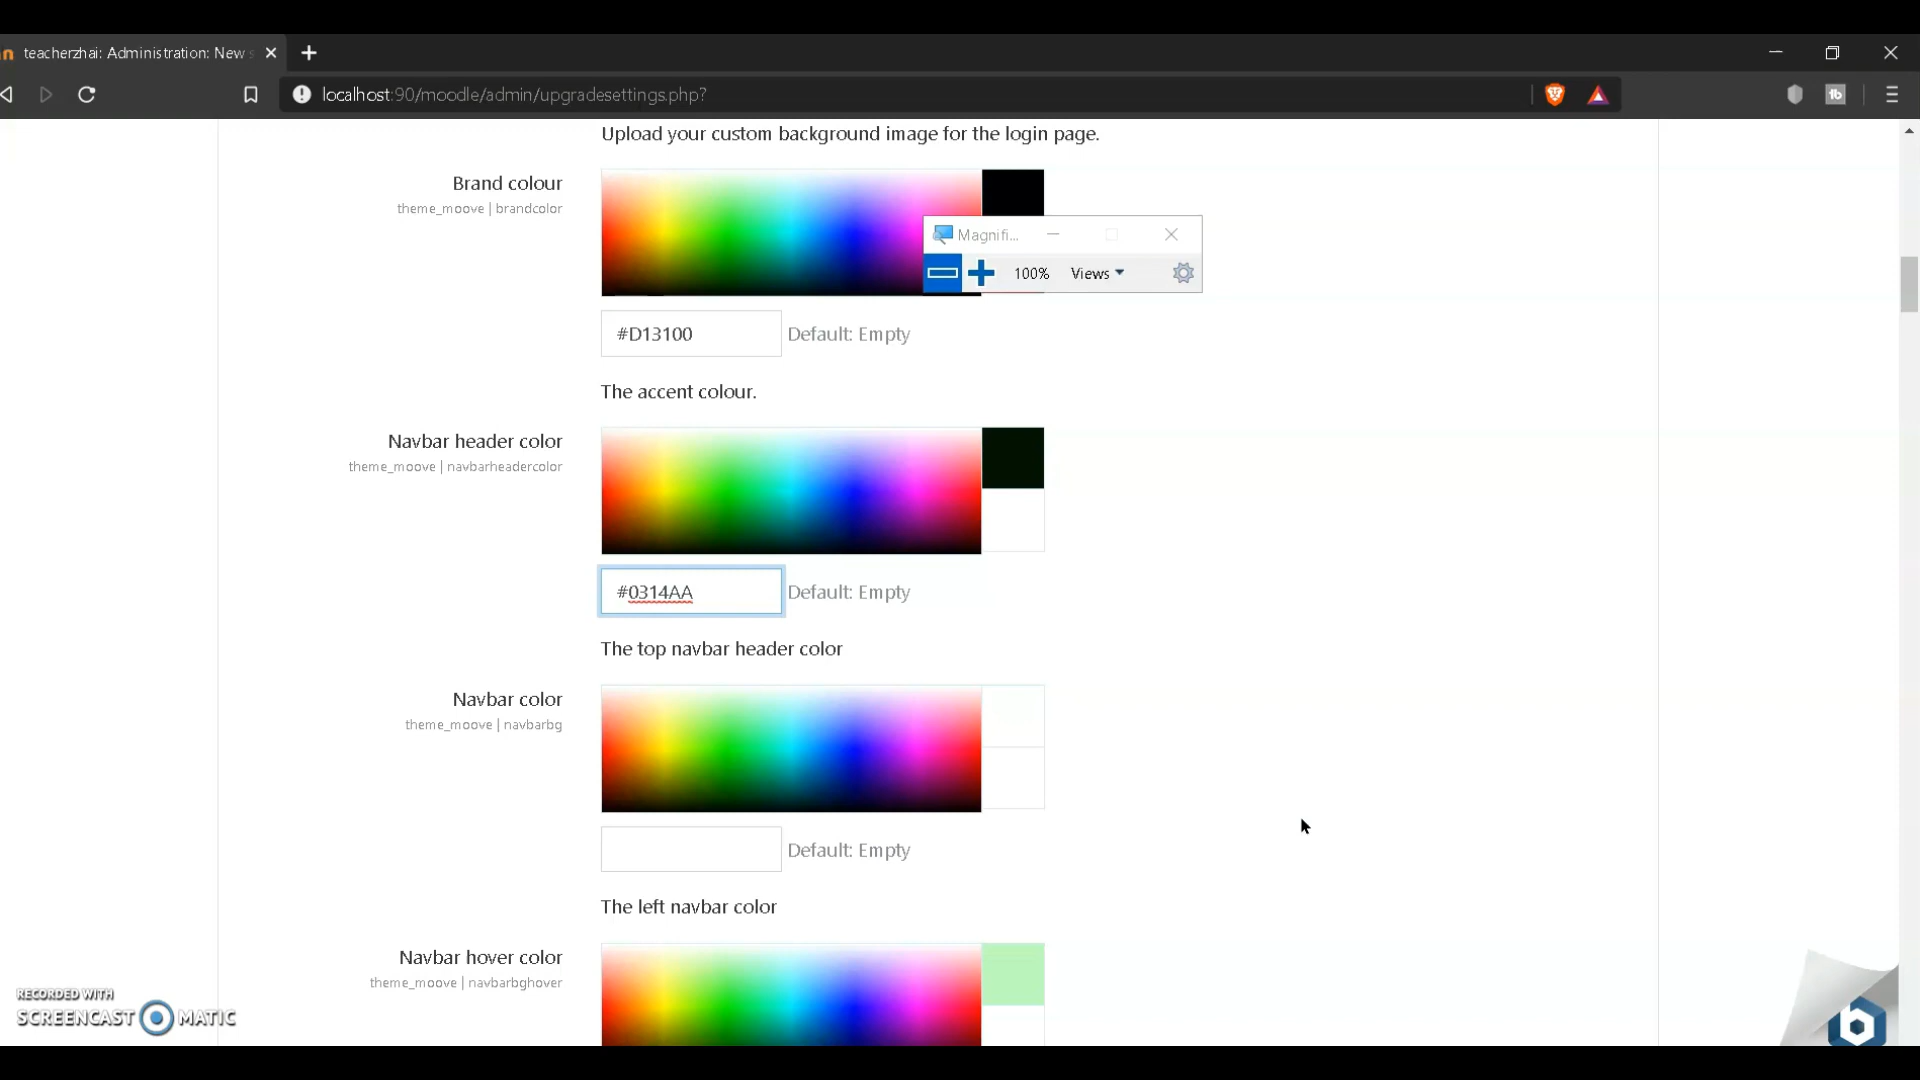 teacherzhai: Administration: New s
localhost:90/moodle/admin/upgradesettings.php?
Upload your custom background image for the login page.
Brand colour
theme_moove | brandcolor
Magnifi...
100% Views
#D13100 Default: Empty
The accent colour.
Navbar header color
theme_moove | navbarheadercolor
#0314AA Default: Empty
The top navbar header color
Navbar color
theme_moove | navbarbg
Default: Empty
The left navbar color
Navbar hover color
theme_moove | navbarbghover
RECORDED WITH
SCREENCAST MATIC